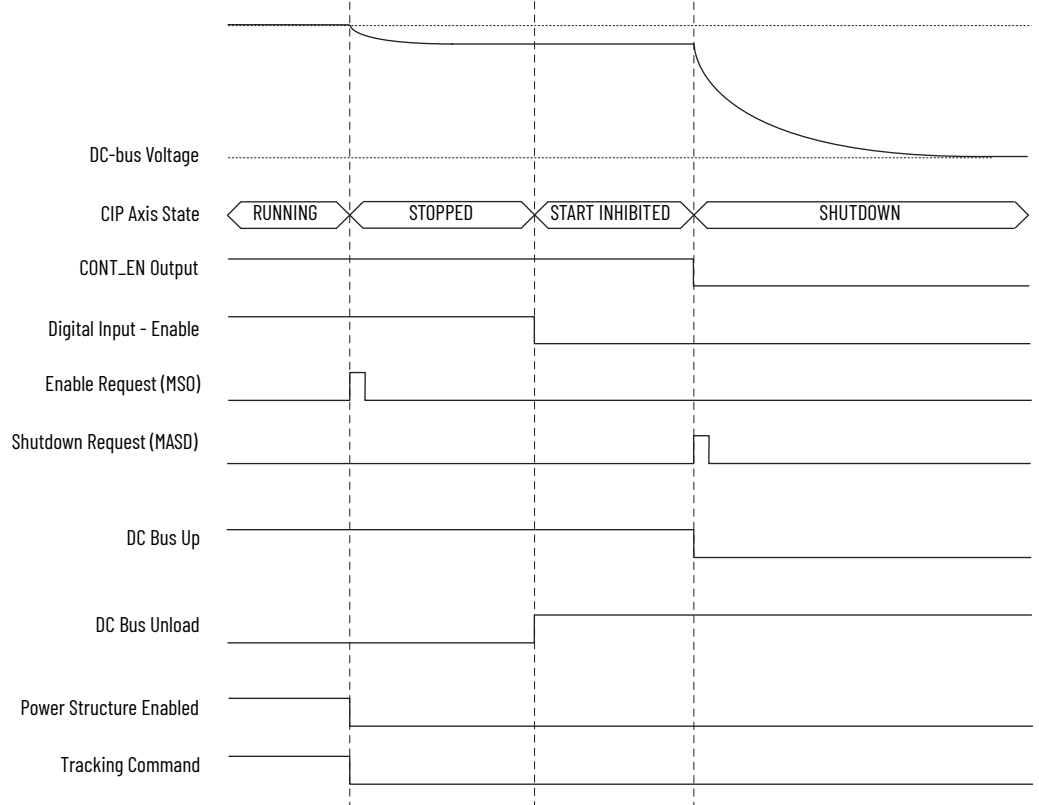 DC-bus Voltage
CIP Axis State
RUNNING
STOPPED
START INHIBITED
SHUTDOWN
CONT_EN Output
Digital Input - Enable
Enable Request (MSO)
Shutdown Request (MASD)
DC Bus Up
DC Bus Unload
Power Structure Enabled
Tracking Command